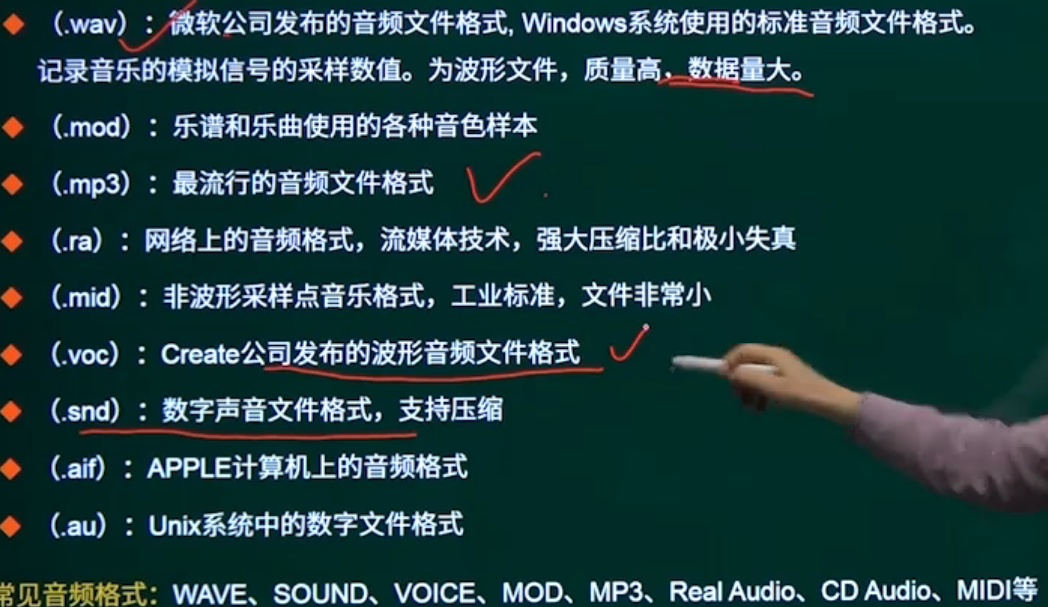 (.wav)：微软公司发布的音频文件格式, Windows系统使用的标准音频文件格式。
记录音乐的模拟信号的采样数值。为波形文件，质量高，数据量大。
(.mod)：乐谱和乐曲使用的各种音色样本
(.mp3)：最流行的音频文件格式
(.ra)：网络上的音频格式，流媒体技术，强大压缩比和极小失真
(.mid)：非波形采样点音乐格式，工业标准，文件非常小
(.voc)：Create公司发布的波形音频文件格式
(.snd)：数字声音文件格式，支持压缩
(.aif)：APPLE计算机上的音频格式
(.au)：Unix系统中的数字文件格式
常见音频格式：WAVE、SOUND、VOICE、MOD、MP3、Real Audio、CD Audio、MIDI等